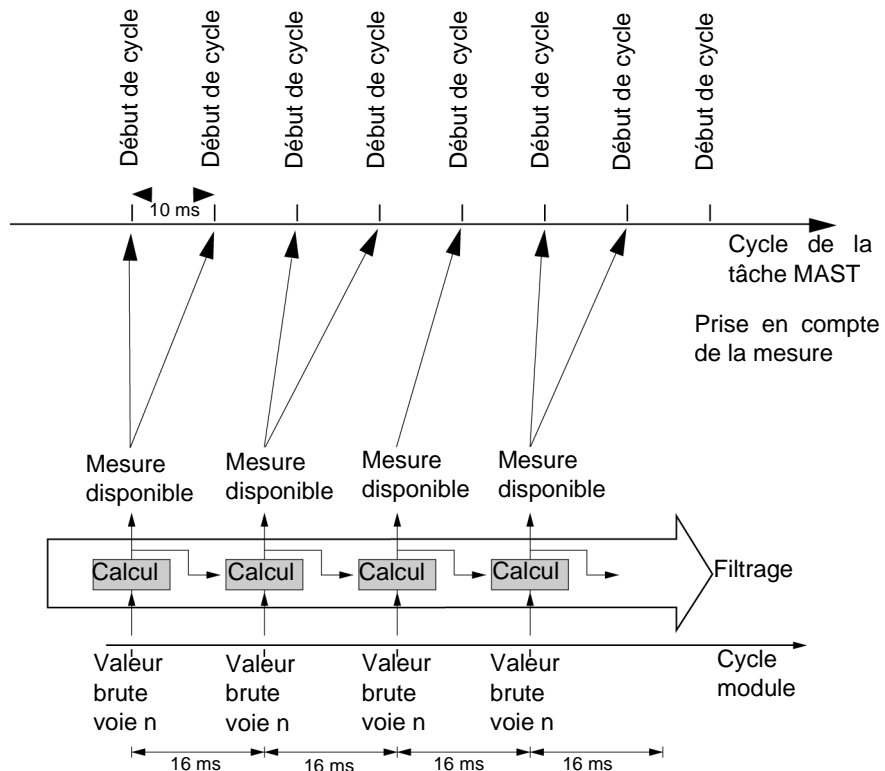 Début de cycle
Début de cycle
Début de cycle
Début de cycle
Début de cycle
Début de cycle
Début de cycle
Début de cycle
10 ms
Cycle de la
tâche MAST
Prise en compte
de la mesure
Mesure
disponible
Mesure
disponible
Mesure
disponible
Mesure
disponible
Calcul
Calcul
Calcul
Calcul
Filtrage
Valeur
brute
voie n
Valeur
brute
voie n
Valeur
brute
voie n
Valeur
brute
voie n
Cycle
module
16 ms
16 ms
16 ms
16 ms